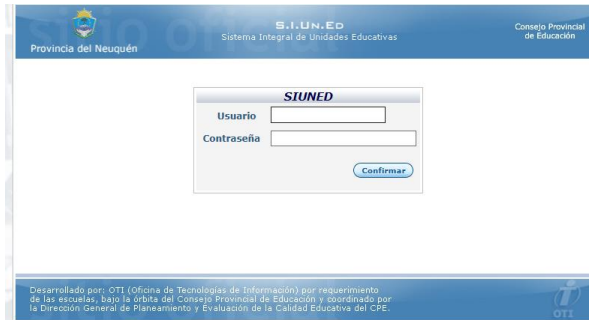 sitio oficial
S.I.UN.ED
Sistema Integral de Unidades Educativas
Consejo Provincial
de Educación
Provincia del Neuquén
SIUNED
Usuario
Contraseña
Confirmar
Desarrollado por: OTI (Oficina de Tecnologías de Información) por requerimiento
de las escuelas, bajo la órbita del Consejo Provincial de Educación y coordinado por
la Dirección General de Planeamiento y Evaluación de la Calidad Educativa del CPE.
OTI